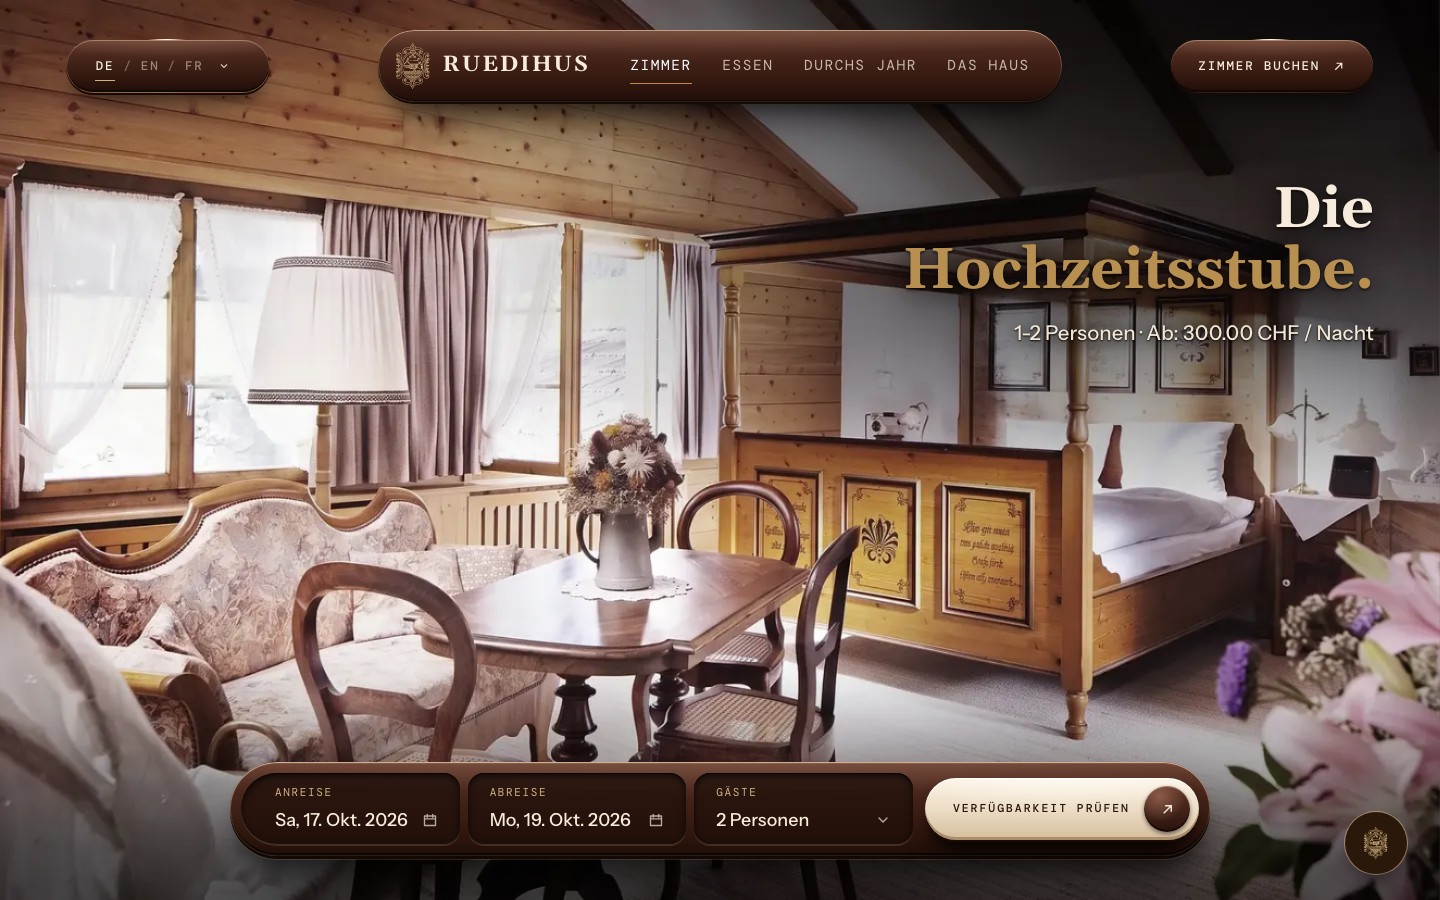 DE / EN / FR
RUEDIHUS
ZIMMER
ESSEN
DURCHS JAHR
DAS HAUS
ZIMMER BUCHEN
Die
Hochzeitsstube.
1-2 Personen · Ab: 300.00 CHF / Nacht
ANREISE
Sa, 17. Okt. 2026
ABREISE
Mo, 19. Okt. 2026
GÄSTE
2 Personen
VERFÜGBARKEIT PRÜFEN